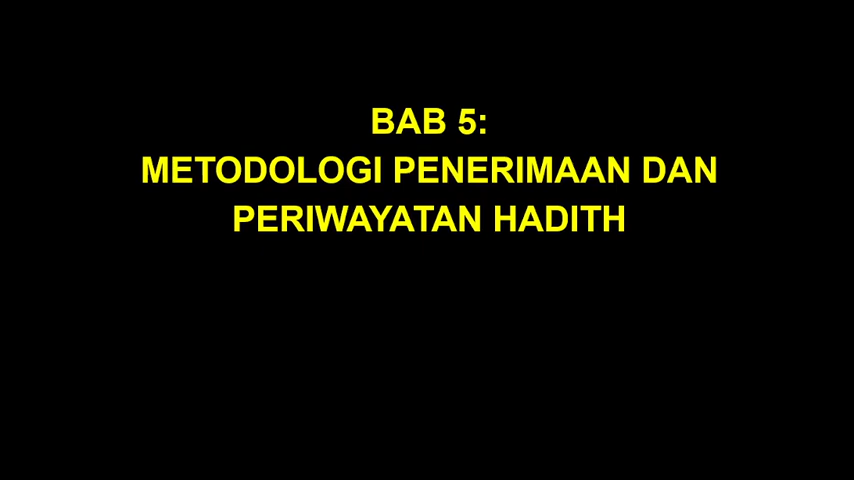 BAB 5:
METODOLOGI PENERIMAAN DAN
PERIWAYATAN HADITH